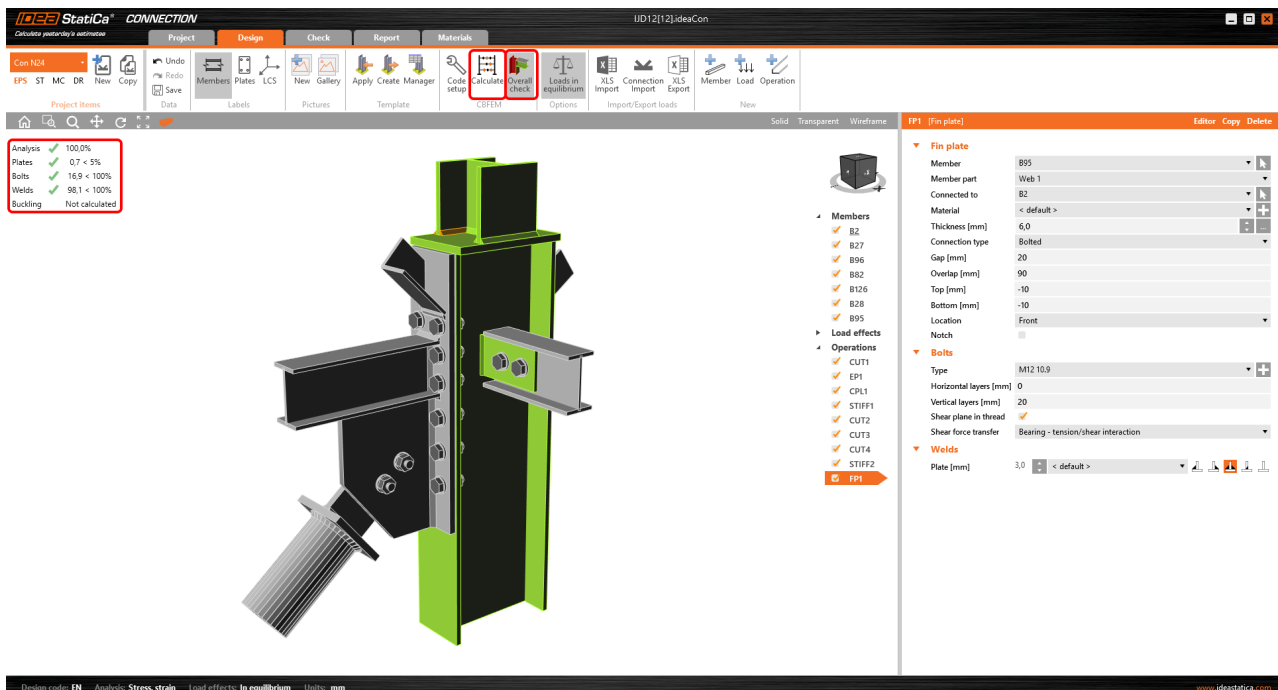 IDEA StatiCa® CONNECTION
IJD12[12].ideaCon
Calculate yesterday's estimates
Project Design Check Report Materials
Con N24
EPS ST MC DR New Copy
Undo
Redo
Save
Members Plates LCS
New Gallery
Apply Create Manager
Code setup Calculate Overall check
Loads in equilibrium
XLS Import Connection Import XLS Export
Member Load Operation
Project items Data Labels Pictures Template CBFEM Options Import/Export loads New
Solid Transparent Wireframe
FP1 [Fin plate] Editor Copy Delete
Analysis 100,0%
Plates 0,7 < 5%
Bolts 16,9 < 100%
Welds 98,1 < 100%
Buckling Not calculated
Members
B2
B27
B96
B82
B126
B28
B95
Load effects
Operations
CUT1
EP1
CPL1
STIFF1
CUT2
CUT3
CUT4
STIFF2
FP1
Fin plate
Member B95
Member part Web 1
Connected to B2
Material < default >
Thickness [mm] 6,0
Connection type Bolted
Gap [mm] 20
Overlap [mm] 90
Top [mm] -10
Bottom [mm] -10
Location Front
Notch
Bolts
Type M12 10.9
Horizontal layers [mm] 0
Vertical layers [mm] 20
Shear plane in thread
Shear force transfer Bearing - tension/shear interaction
Welds
Plate [mm] 3,0 < default >
Design code: EN Analysis: Stress, strain Load effects: In equilibrium Units: mm
www.ideastatica.com